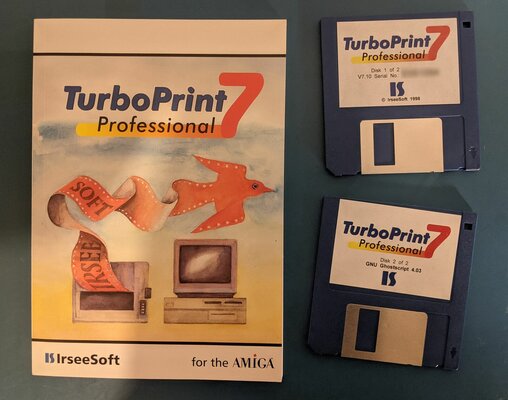 TurboPrint 7
Professional
SOFT
IRSEE
IS IrseeSoft
for the AMIGA
TurboPrint 7
Professional
Disk 1 of 2
V7.10 Serial No.
IS
© IrseeSoft 1998
TurboPrint 7
Professional
Disk 2 of 2
GNU Ghostscript 4.03
IS